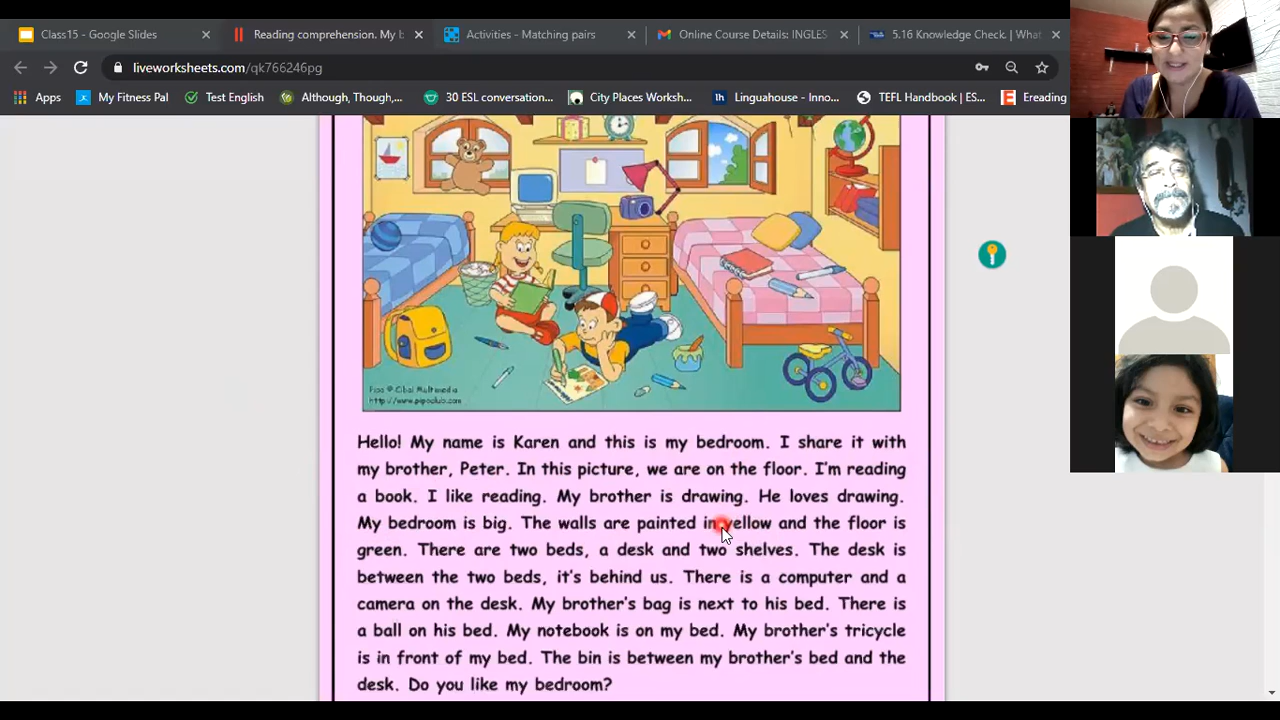 Class15 - Google Slides
Reading comprehension. My b
Activities - Matching pairs
Online Course Details: INGLES
5.16 Knowledge Check. | What
liveworksheets.com/qk766246pg
Apps
My Fitness Pal
Test English
Although, Though,...
30 ESL Conversation...
City Places Worksh...
Linguahouse - Inno...
TEFL Handbook | ES...
Ereading
http://www.pipoclub.com
Hello! My name is Karen and this is my bedroom. I share it with
my brother, Peter. In this picture, we are on the floor. I'm reading
a book. I like reading. My brother is drawing. He loves drawing.
My bedroom is big. The walls are painted in yellow and the floor is
green. There are two beds, a desk and two shelves. The desk is
between the two beds, it's behind us. There is a computer and a
camera on the desk. My brother's bag is next to his bed. There is
a ball on his bed. My notebook is on my bed. My brother's tricycle
is in front of my bed. The bin is between my brother's bed and the
desk. Do you like my bedroom?